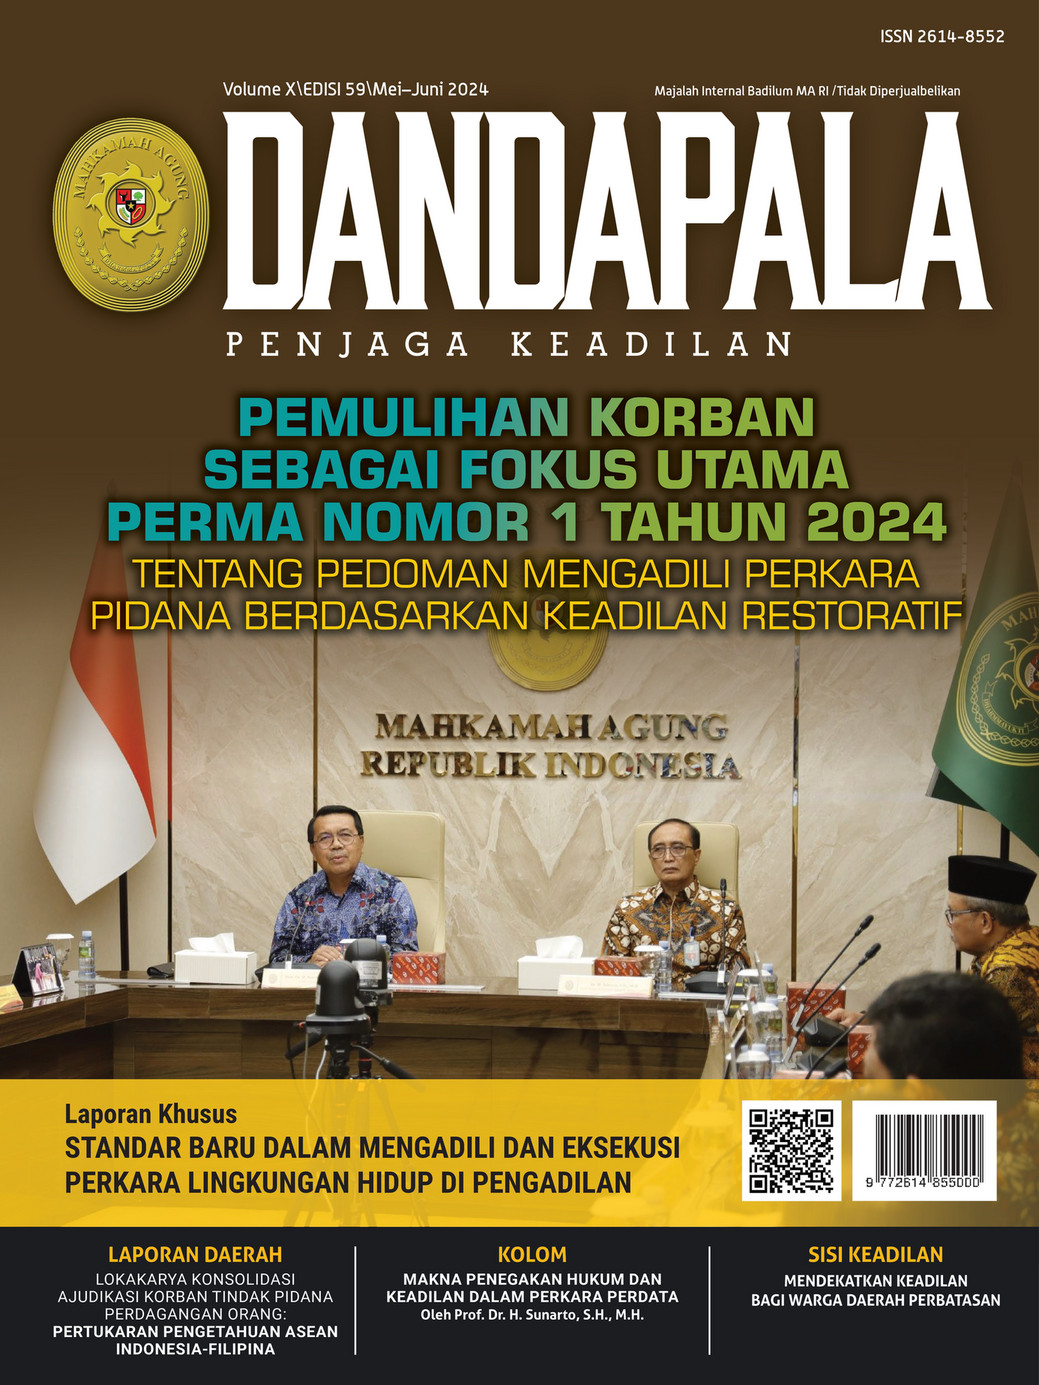 ISSN 2614-8552
Volume X\EDISI 59\Mei–Juni 2024
Majalah Internal Badilum MA RI /Tidak Diperjualbelikan
MAHKAMAH AGUNG
DANDAPALA
PENJAGA KEADILAN
PEMULIHAN KORBAN
SEBAGAI FOKUS UTAMA
PERMA NOMOR 1 TAHUN 2024
TENTANG PEDOMAN MENGADILI PERKARA
PIDANA BERDASARKAN KEADILAN RESTORATIF
MAHKAMAH AGUNG
REPUBLIK INDONESIA
Laporan Khusus
STANDAR BARU DALAM MENGADILI DAN EKSEKUSI
PERKARA LINGKUNGAN HIDUP DI PENGADILAN
9 772614 855000
LAPORAN DAERAH
LOKAKARYA KONSOLIDASI
AJUDIKASI KORBAN TINDAK PIDANA
PERDAGANGAN ORANG:
PERTUKARAN PENGETAHUAN ASEAN
INDONESIA-FILIPINA
KOLOM
MAKNA PENEGAKAN HUKUM DAN
KEADILAN DALAM PERKARA PERDATA
Oleh Prof. Dr. H. Sunarto, S.H., M.H.
SISI KEADILAN
MENDEKATKAN KEADILAN
BAGI WARGA DAERAH PERBATASAN